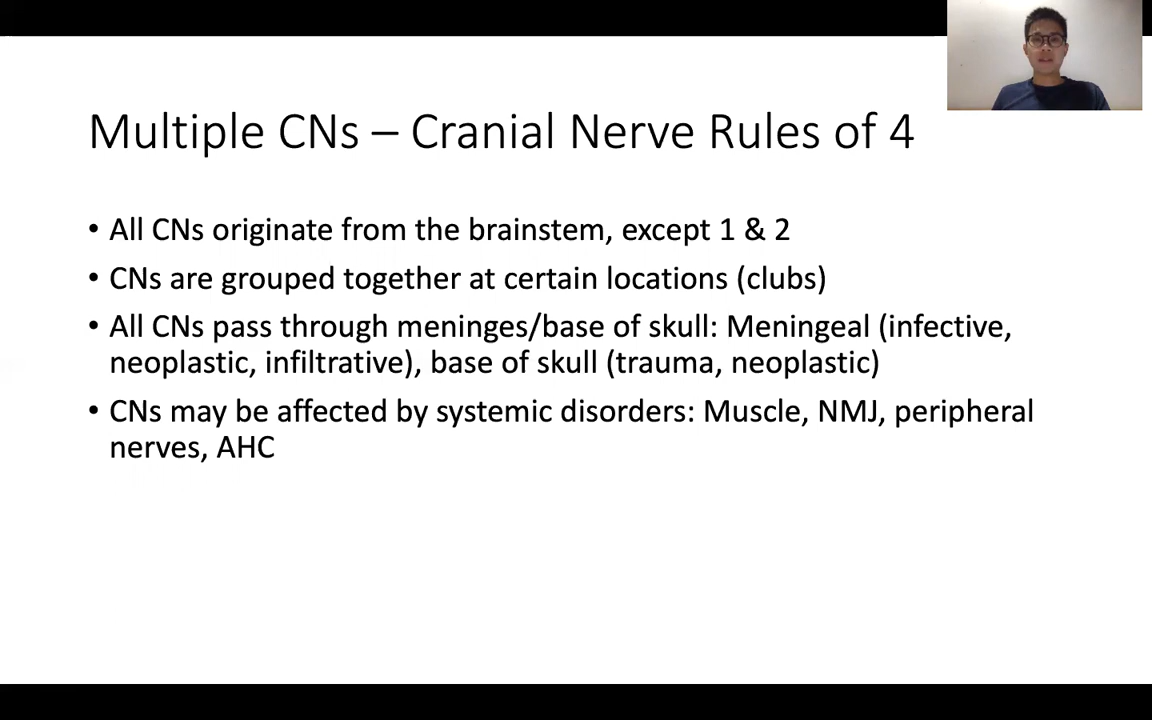 Multiple CNs – Cranial Nerve Rules of 4
• All CNs originate from the brainstem, except 1 & 2
• CNs are grouped together at certain locations (clubs)
• All CNs pass through meninges/base of skull: Meningeal (infective,
neoplastic, infiltrative), base of skull (trauma, neoplastic)
• CNs may be affected by systemic disorders: Muscle, NMJ, peripheral
nerves, AHC